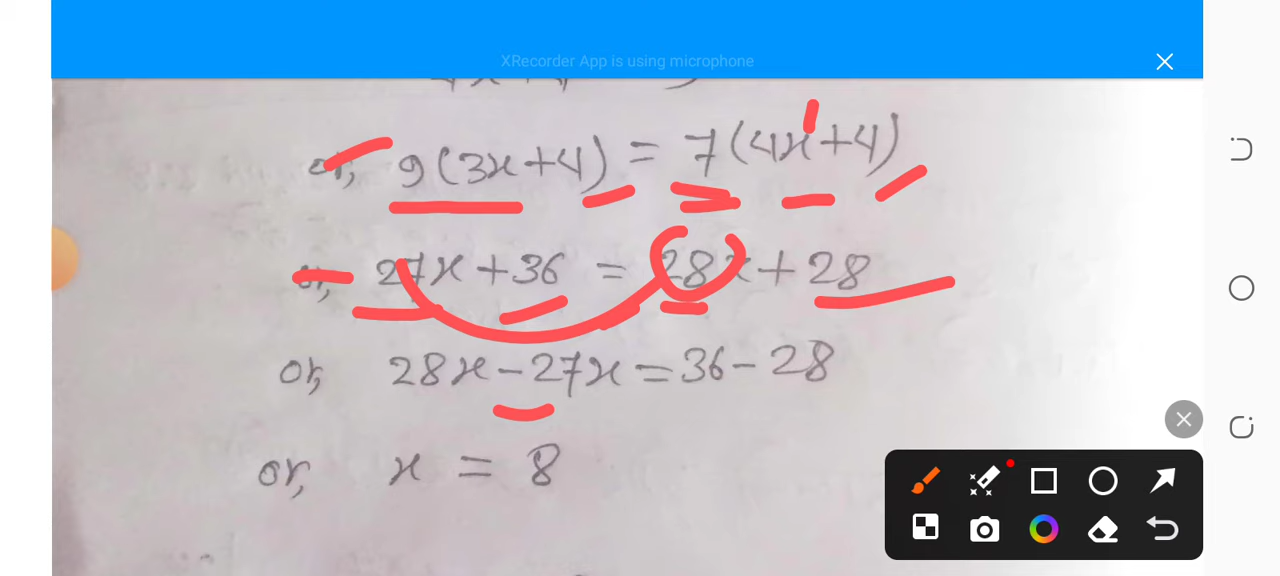 XRecorder App is using microphone
or, 9(3x+4) = 7(4x+4)
or, 27x+36 = 28x+28
or, 28x-27x=36-28
or, x = 8